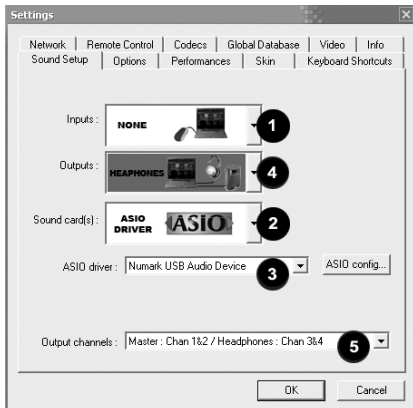 Settings
Network Remote Control Codecs Global Database Video Info
Sound Setup Options Performances Skin Keyboard Shortcuts
Inputs : NONE 1
Outputs : HEAPHONES 4
Sound card(s) : ASIO DRIVER ASIO 2
ASIO driver : Numark USB Audio Device 3 ASIO config...
Output channels : Master : Chan 1&2 / Headphones : Chan 3&4 5
OK Cancel